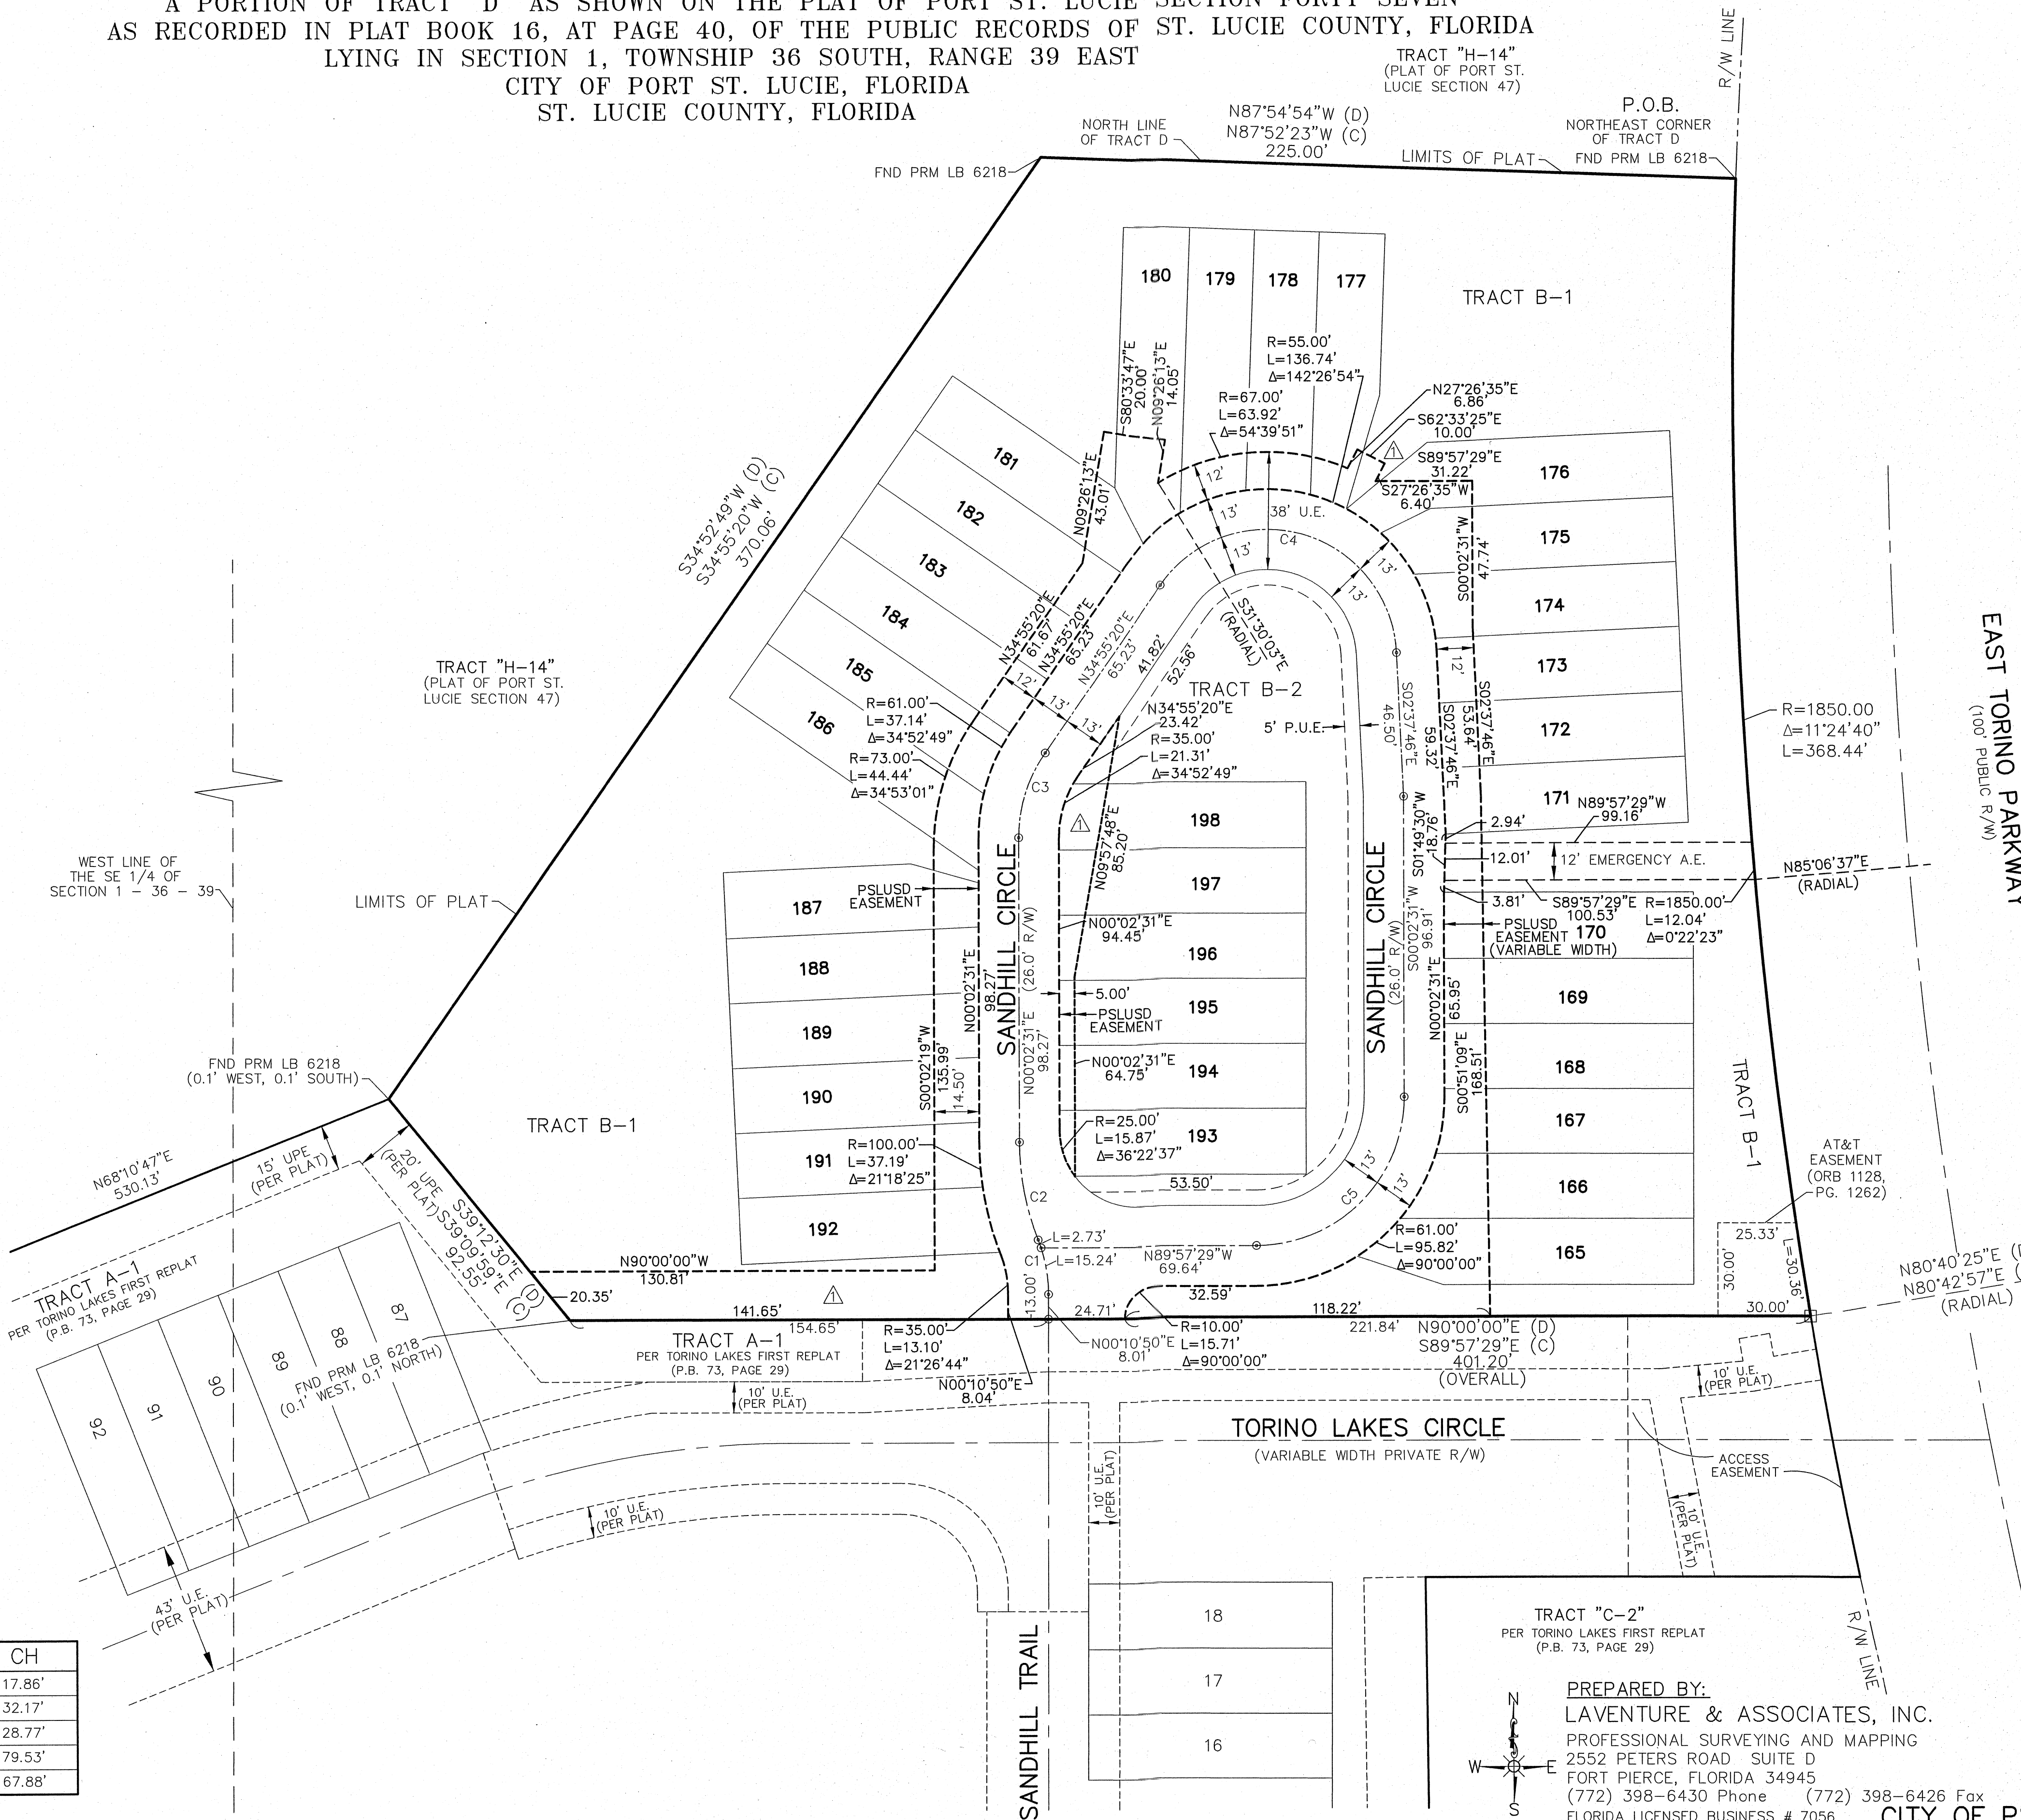 A PORTION OF TRACT "D" AS SHOWN ON THE PLAT OF PORT ST. LUCIE SECTION FORTY SEVEN
AS RECORDED IN PLAT BOOK 16, AT PAGE 40, OF THE PUBLIC RECORDS OF ST. LUCIE COUNTY, FLORIDA
LYING IN SECTION 1, TOWNSHIP 36 SOUTH, RANGE 39 EAST
CITY OF PORT ST. LUCIE, FLORIDA
ST. LUCIE COUNTY, FLORIDA
TRACT "H-14"
(PLAT OF PORT ST.
LUCIE SECTION 47)
R/W LINE
P.O.B.
NORTHEAST CORNER
OF TRACT D
FND PRM LB 6218
NORTH LINE
OF TRACT D
N87°54'54"W (D)
N87°52'23"W (C)
225.00'
LIMITS OF PLAT
FND PRM LB 6218
180
179
178
177
TRACT B-1
S80°33'47"E
20.00'
N09°26'13"E
14.05'
R=55.00'
L=136.74'
Δ=142°26'54"
R=67.00'
L=63.92'
Δ=54°39'51"
N27°26'35"E
6.86'
S62°33'25"E
10.00'
1
S89°57'29"E
31.22'
S27°26'35"W
6.40'
176
175
174
173
172
171
181
182
183
184
185
186
N09°26'13"E
43.01'
12'
13'
13'
38' U.E.
C4
13'
13'
S00°02'31"W
47.74
S34°52'49"W (D)
S34°55'20"W (C)
370.06'
N34°55'20"E
61.67'
N34°55'20"E
65.23'
N34°55'20"E
65.23'
41.82'
52.56'
S31°30'03"E
(RADIAL)
12'
13'
13'
12'
TRACT B-2
N34°55'20"E
23.42'
R=35.00'
L=21.31'
Δ=34°52'49"
5' P.U.E.
S02°37'46"E
46.50'
S02°37'46"E
59.32'
S02°37'46"E
53.64'
R=61.00'
L=37.14'
Δ=34°52'49"
R=73.00'
L=44.44'
Δ=34°53'01"
C3
1
TRACT "H-14"
(PLAT OF PORT ST.
LUCIE SECTION 47)
R=1850.00
Δ=11°24'40"
L=368.44'
EAST TORINO PARKWAY
(100' PUBLIC R/W)
N89°57'29"W
99.16'
2.94'
12.01'
12' EMERGENCY A.E.
N85°06'37"E
(RADIAL)
S01°49'30"W
18.76'
3.81'
S89°57'29"E
100.53'
R=1850.00'
L=12.04'
Δ=0°22'23"
PSLUSD
EASEMENT
(VARIABLE WIDTH)
170
169
168
167
166
165
198
197
196
195
194
193
N09°57'48"E
85.20'
N00°02'31"E
94.45'
5.00'
PSLUSD
EASEMENT
N00°02'31"E
64.75'
R=25.00'
L=15.87'
Δ=36°22'37"
53.50'
SANDHILL CIRCLE
(26.0' R/W)
N00°02'31"E
98.27'
N00°02'31"E
98.27'
SANDHILL CIRCLE
(26.0' R/W)
S00°02'31"W 96.91'
N00°02'31"E
65.95'
S00°51'09"E
168.51'
WEST LINE OF
THE SE 1/4 OF
SECTION 1 - 36 - 39
LIMITS OF PLAT
PSLUSD
EASEMENT
187
188
189
190
191
192
S00°02'19"W
135.99'
14.50'
R=100.00'
L=37.19'
Δ=21°18'25"
FND PRM LB 6218
(0.1' WEST, 0.1' SOUTH)
TRACT B-1
TRACT B-1
N68°10'47"E
530.13'
15' UPE
(PER PLAT)
20' UPE
(PER PLAT)
S39°12'30"E (D)
S39°09'59"E (C)
92.55'
C2
L=2.73'
C1
L=15.24'
N89°57'29"W
69.64'
C5
13'
13'
R=61.00'
L=95.82'
Δ=90°00'00"
AT&T
EASEMENT
(ORB 1128,
PG. 1262)
25.33'
30.00'
L=30.36'
30.00'
N80°40'25"E
N80°42'57"E
(RADIAL)
N90°00'00"W
130.81'
20.35'
1
141.65'
154.65'
13.00'
24.71'
32.59'
118.22'
221.84'
N90°00'00"E (D)
S89°57'29"E (C)
401.20'
(OVERALL)
R=35.00'
L=13.10'
Δ=21°26'44"
N00°10'50"E
8.01'
N00°10'50"E
8.04'
R=10.00'
L=15.71'
Δ=90°00'00"
TRACT A-1
PER TORINO LAKES FIRST REPLAT
(P.B. 73, PAGE 29)
TRACT A-1
PER TORINO LAKES FIRST REPLAT
(P.B. 73, PAGE 29)
FND PRM LB 6218
(0.1' WEST, 0.1' NORTH)
87
88
89
90
91
92
10' U.E.
(PER PLAT)
10' U.E.
(PER PLAT)
10' U.E.
(PER PLAT)
10' U.E.
(PER PLAT)
10' U.E.
(PER PLAT)
43' U.E.
(PER PLAT)
TORINO LAKES CIRCLE
(VARIABLE WIDTH PRIVATE R/W)
ACCESS
EASEMENT
SANDHILL TRAIL
18
17
16
TRACT "C-2"
PER TORINO LAKES FIRST REPLAT
(P.B. 73, PAGE 29)
R/W LINE
CH
17.86'
32.17'
28.77'
79.53'
67.88'
N
W
E
S
PREPARED BY:
LAVENTURE & ASSOCIATES, INC.
PROFESSIONAL SURVEYING AND MAPPING
2552 PETERS ROAD SUITE D
FORT PIERCE, FLORIDA 34945
(772) 398-6430 Phone (772) 398-6426 Fax
FLORIDA LICENSED BUSINESS # 7056
CITY OF